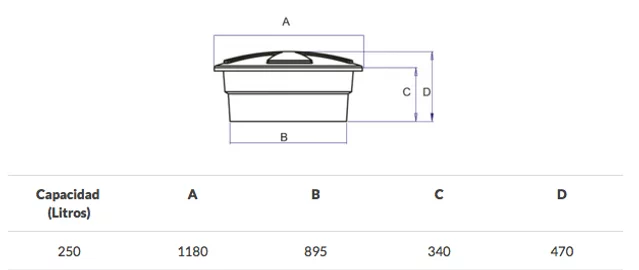 A
C D
B
Capacidad
(Litros) A B C D
250 1180 895 340 470